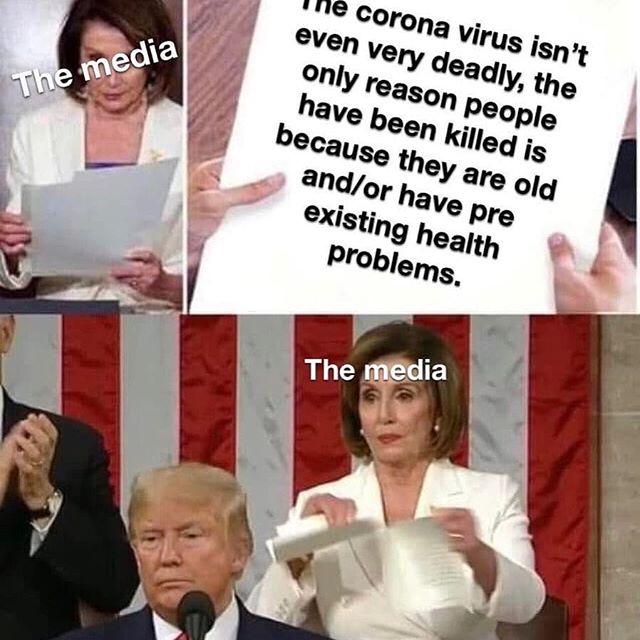 The media
The corona virus isn't
even very deadly, the
only reason people
have been killed is
because they are old
and/or have pre
existing health
problems.
The media